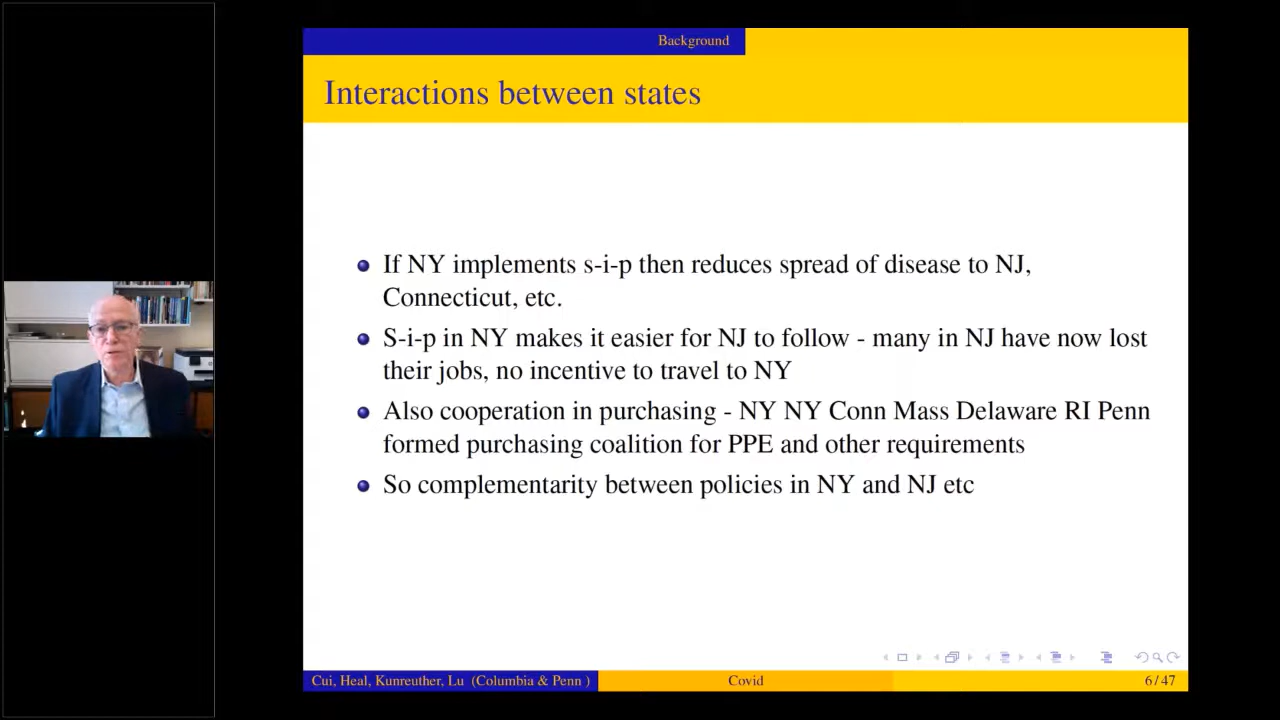 Background
Interactions between states
If NY implements s-i-p then reduces spread of disease to NJ,
Connecticut, etc.
S-i-p in NY makes it easier for NJ to follow - many in NJ have now lost
their jobs, no incentive to travel to NY
Also cooperation in purchasing - NY NY Conn Mass Delaware RI Penn
formed purchasing coalition for PPE and other requirements
So complementarity between policies in NY and NJ etc
Cui, Heal, Kunreuther, Lu (Columbia & Penn )
Covid
6 / 47